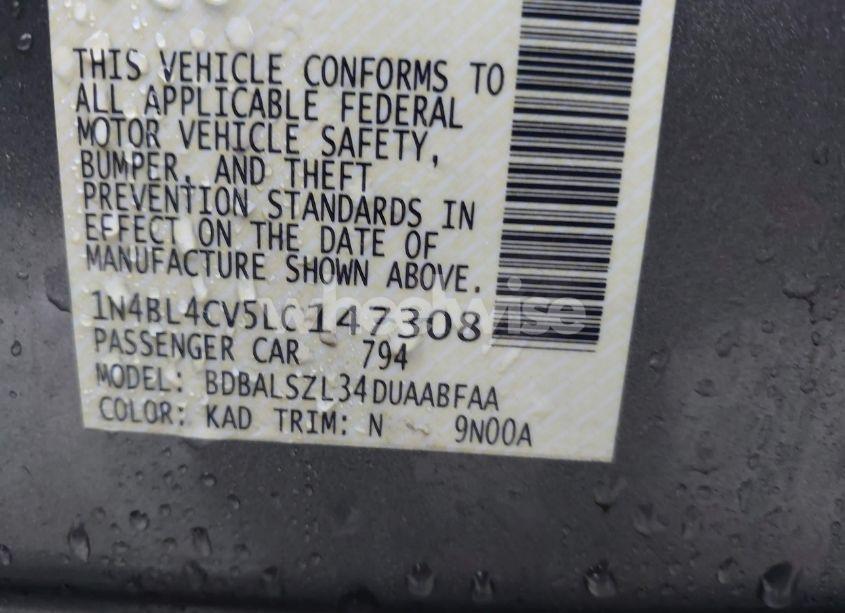 THIS VEHICLE CONFORMS TO
ALL APPLICABLE FEDERAL
MOTOR VEHICLE SAFETY,
BUMPER, AND THEFT
PREVENTION STANDARDS IN
EFFECT ON THE DATE OF
MANUFACTURE SHOWN ABOVE.
1N4BL4CV5LC147308
PASSENGER CAR 794
MODEL: BDBALSZL34DUAABFAA
COLOR: KAD TRIM: N 9N00A